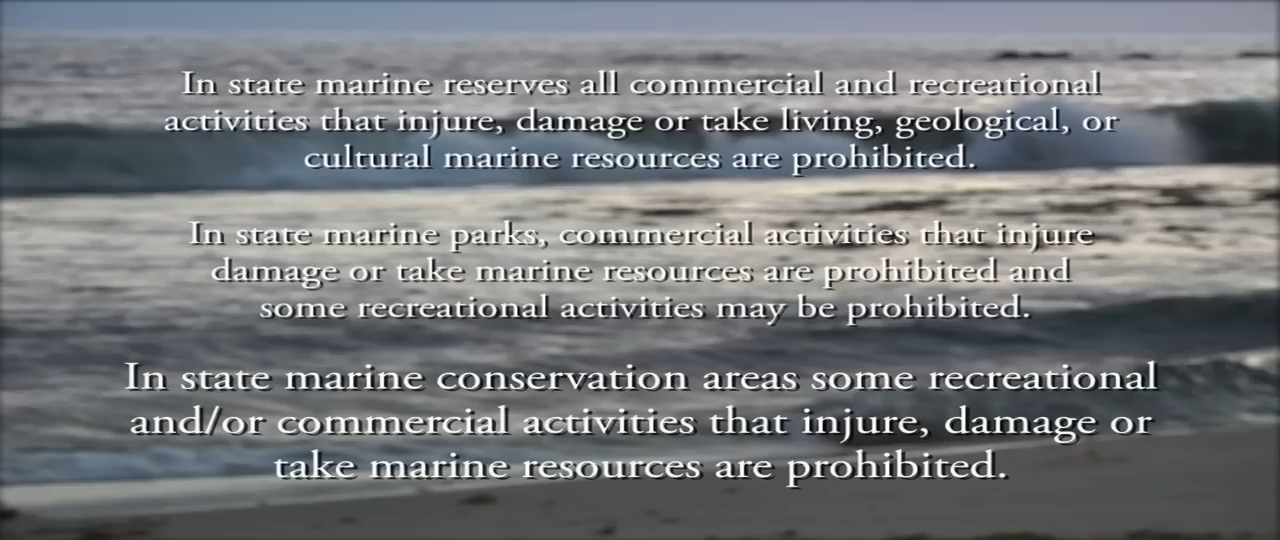 In state marine reserves all commercial and recreational
activities that injure, damage or take living, geological, or
cultural marine resources are prohibited.
In state marine parks, commercial activities that injure
damage or take marine resources are prohibited and
some recreational activities may be prohibited.
In state marine conservation areas some recreational
and/or commercial activities that injure, damage or
take marine resources are prohibited.